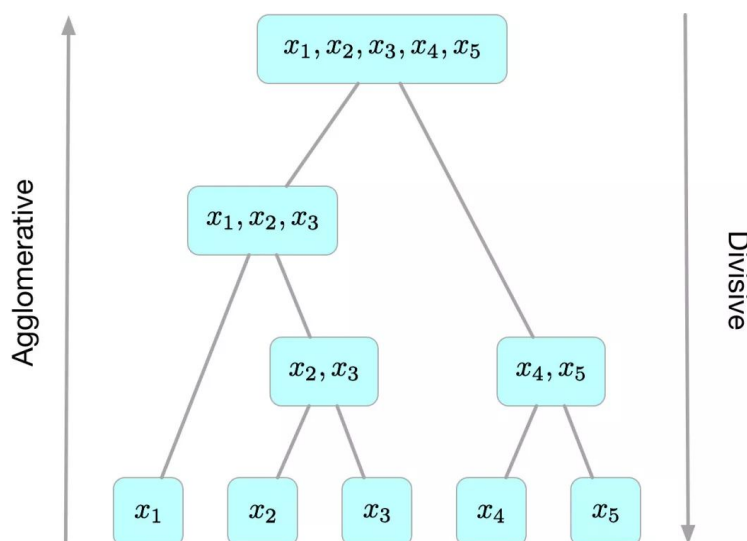 x₁, x₂, x₃, x₄, x₅
x₁, x₂, x₃
Agglomerative
Divisive
x₂, x₃
x₄, x₅
x₁
x₂
x₃
x₄
x₅